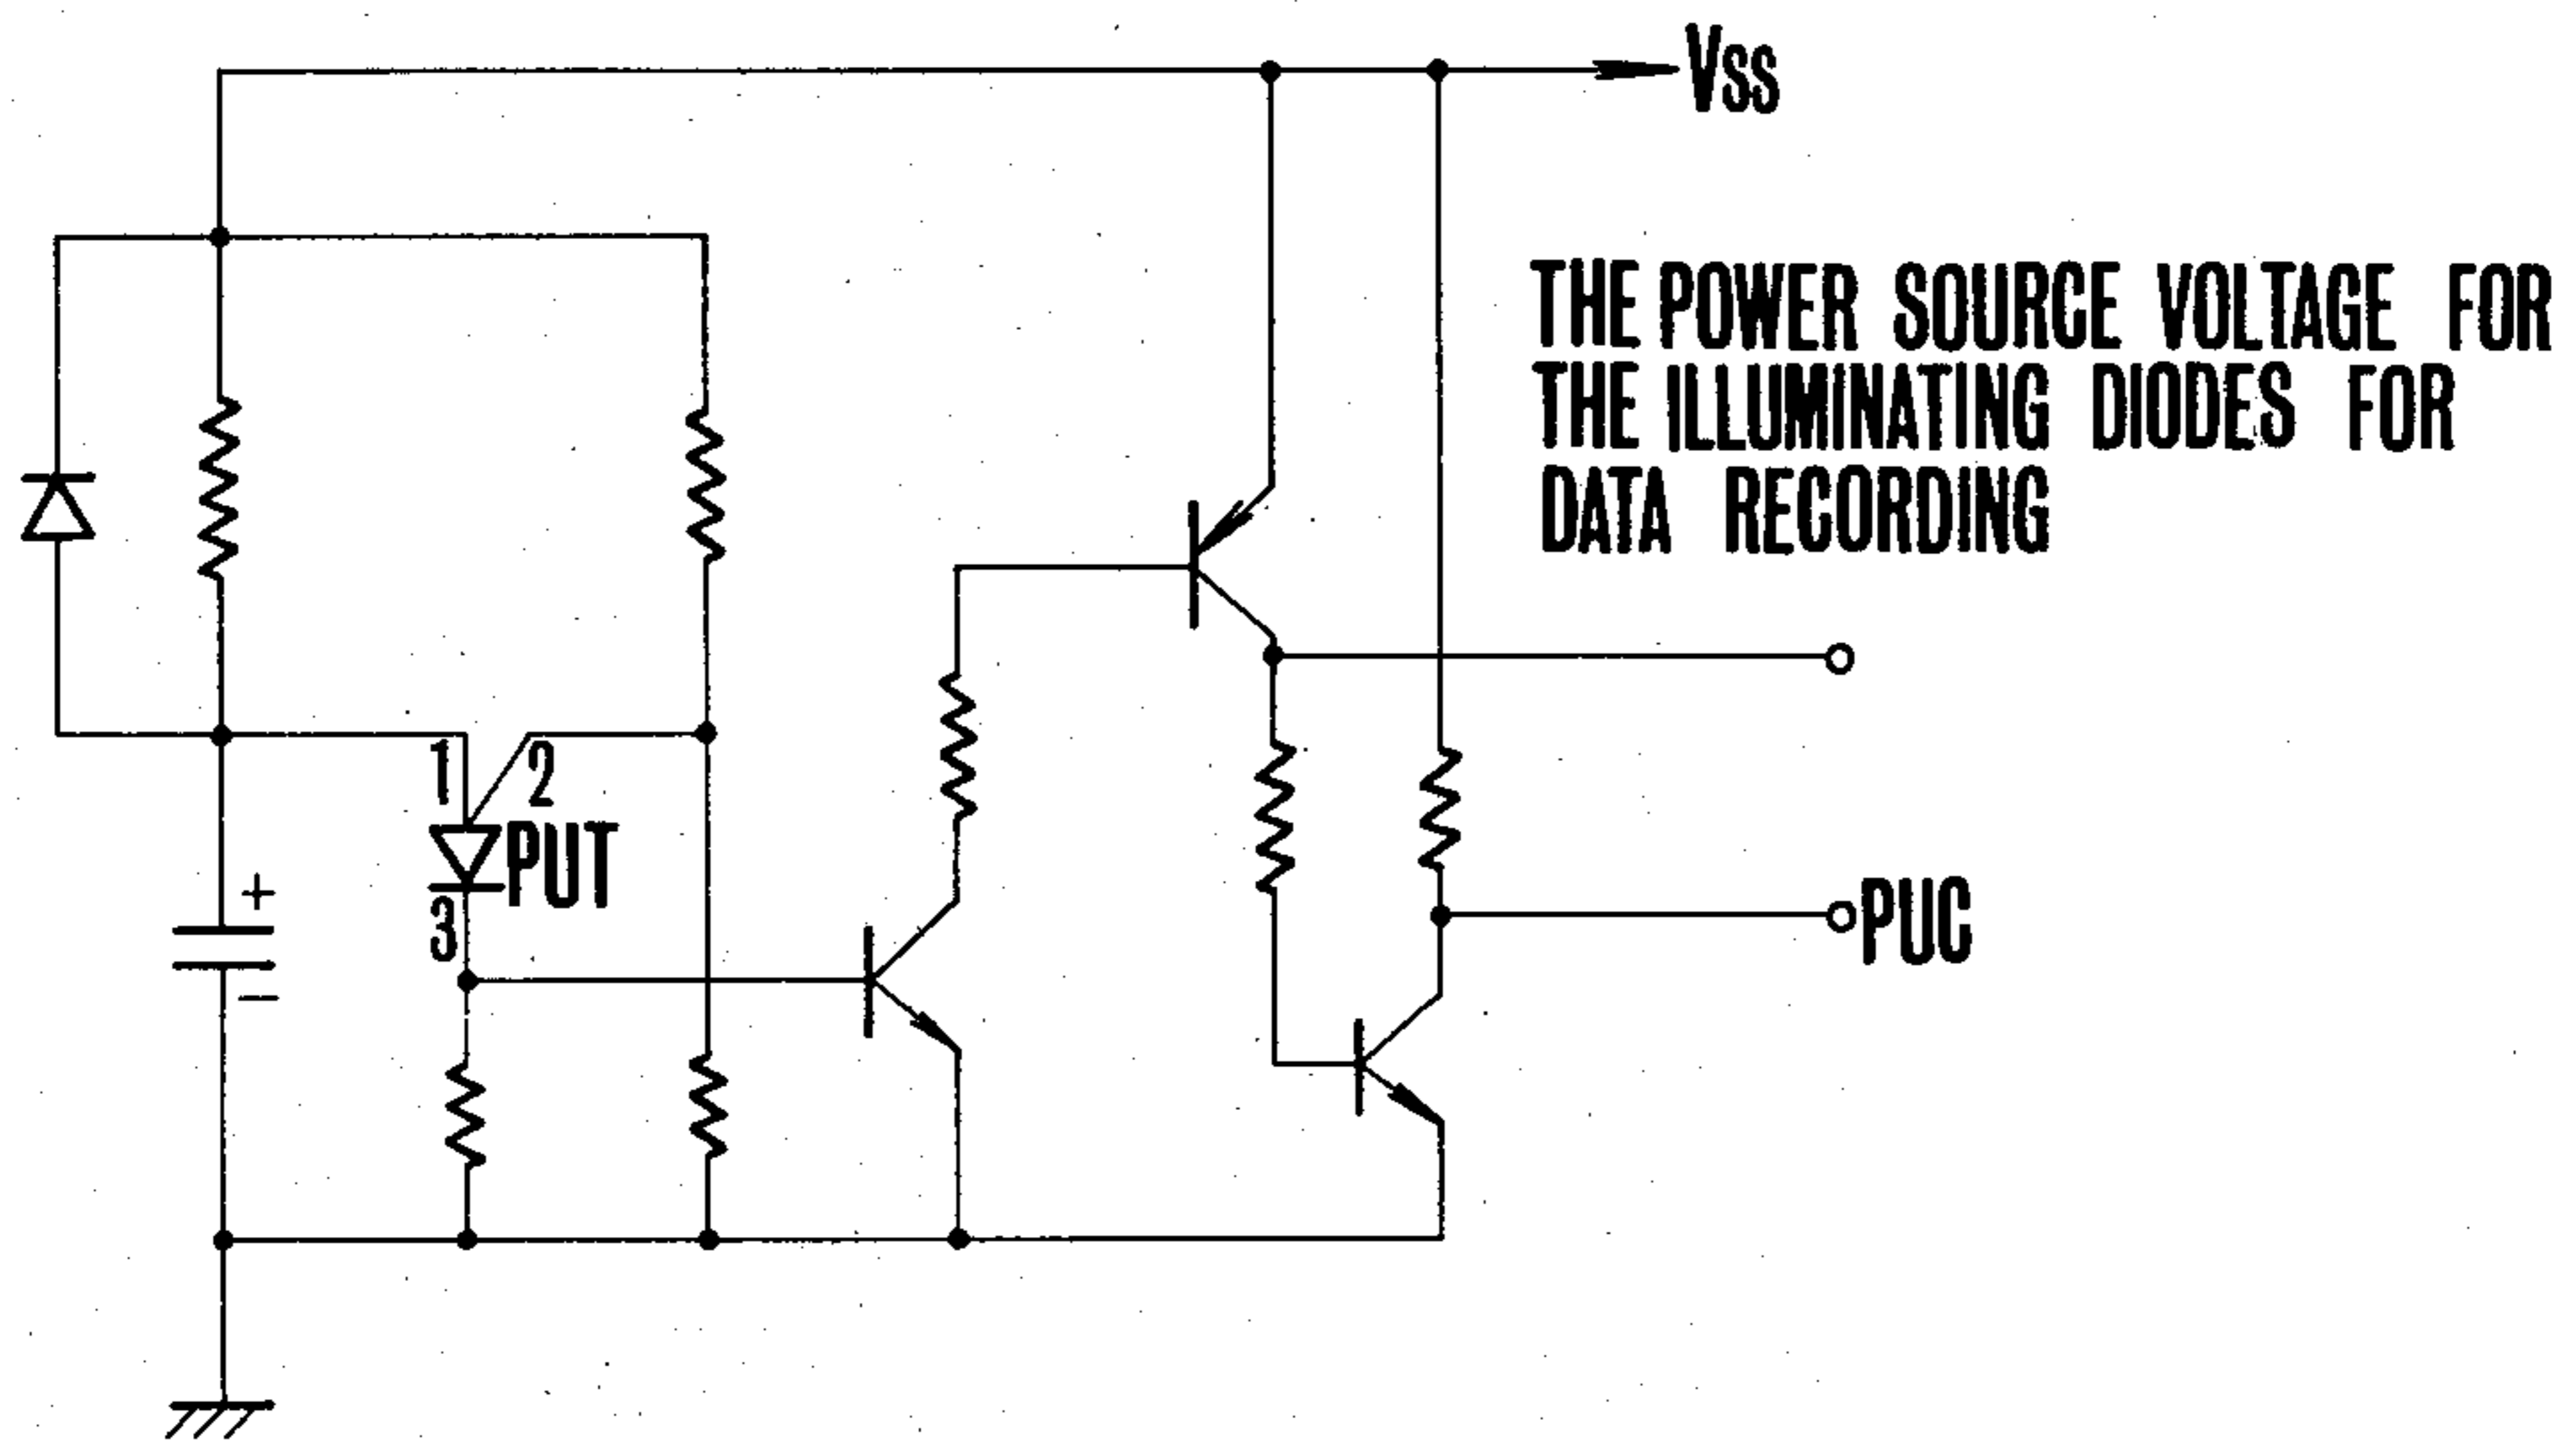 Vss
THE POWER SOURCE VOLTAGE FOR
THE ILLUMINATING DIODES FOR
DATA RECORDING
1 2
PUT
3
+
−
PUC